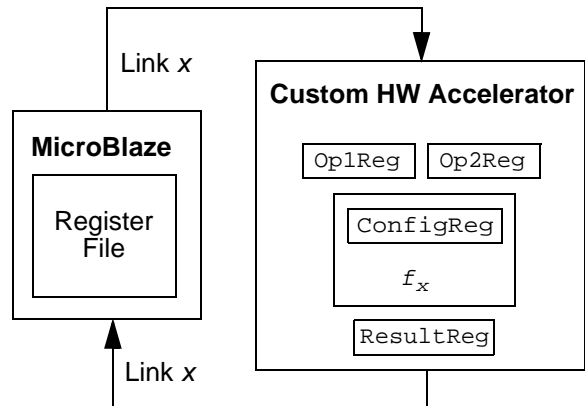 Link x
Custom HW Accelerator
MicroBlaze
Op1Reg Op2Reg
Register
File
ConfigReg
fx
ResultReg
Link x